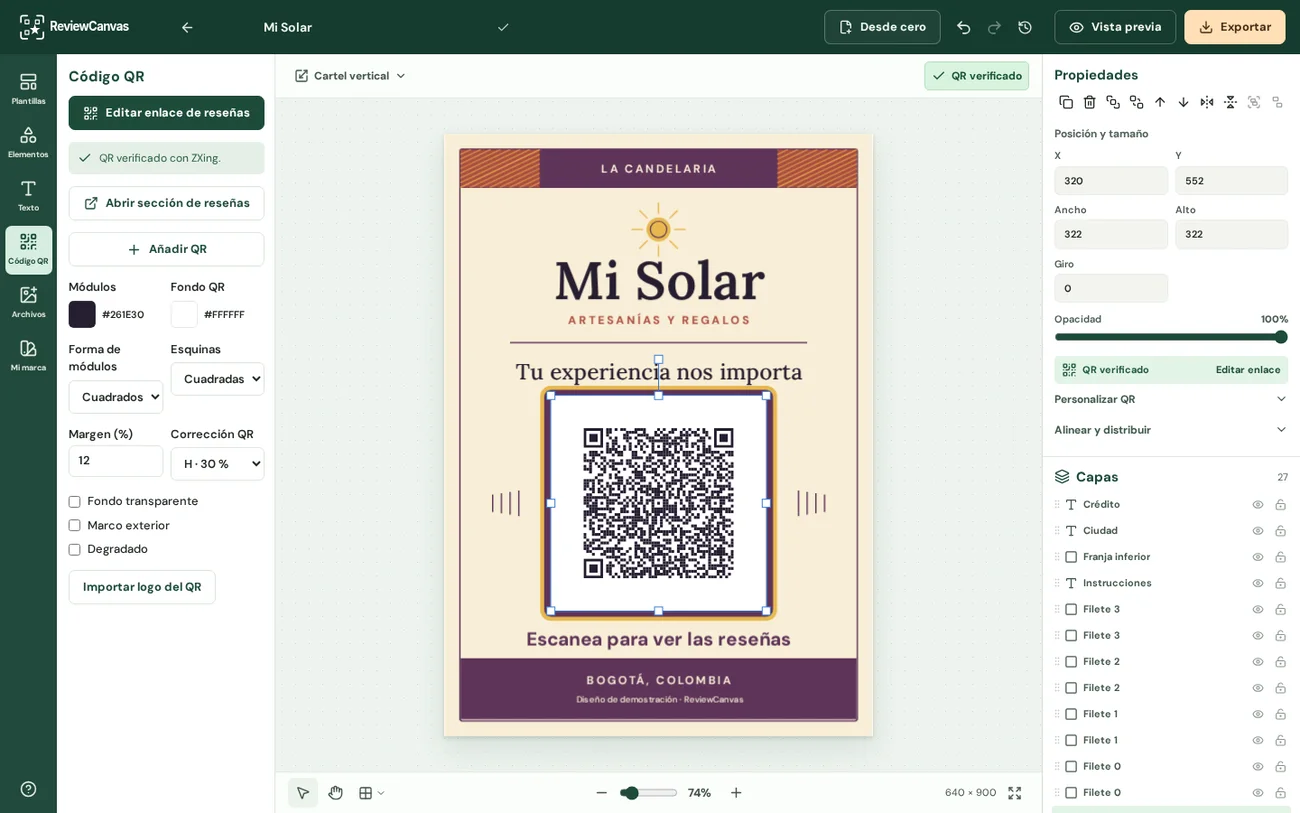 ReviewCanvas
Mi Solar
Desde cero
Vista previa
Exportar
Plantillas
Elementos
Texto
Código QR
Archivos
Mi marca
Código QR
Editar enlace de reseñas
QR verificado con ZXing.
Abrir sección de reseñas
Añadir QR
Módulos
Fondo QR
#261E30
#FFFFFF
Forma de módulos
Esquinas
Cuadrados
Cuadradas
Margen (%)
Corrección QR
12
H · 30 %
Fondo transparente
Marco exterior
Degradado
Importar logo del QR
Cartel vertical
QR verificado
LA CANDELARIA
Mi Solar
ARTESANÍAS Y REGALOS
Tu experiencia nos importa
Escanea para ver las reseñas
BOGOTÁ, COLOMBIA
Diseño de demostración · ReviewCanvas
74%
640 × 900
Propiedades
Posición y tamaño
X
Y
320
552
Ancho
Alto
322
322
Giro
0
Opacidad
100%
QR verificado
Editar enlace
Personalizar QR
Alinear y distribuir
Capas
27
Crédito
Ciudad
Franja inferior
Instrucciones
Filete 3
Filete 3
Filete 2
Filete 2
Filete 1
Filete 1
Filete 0
Filete 0